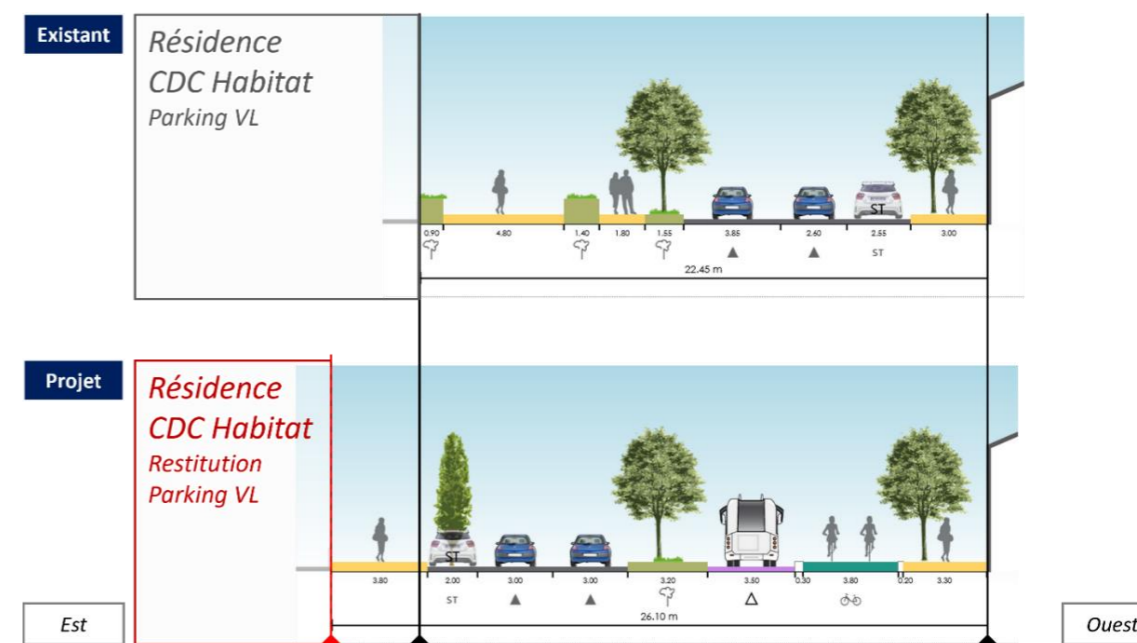 Existant
Résidence
CDC Habitat
Parking VL
ST
0.90 4.80 1.40 1.80 1.55 3.85 2.60 2.55 3.00
ST
22.45 m
Projet
Résidence
CDC Habitat
Restitution
Parking VL
ST
3.80 2.00 3.00 3.00 3.20 3.50 0.30 3.80 0.20 3.30
ST
26.10 m
Est
Ouest